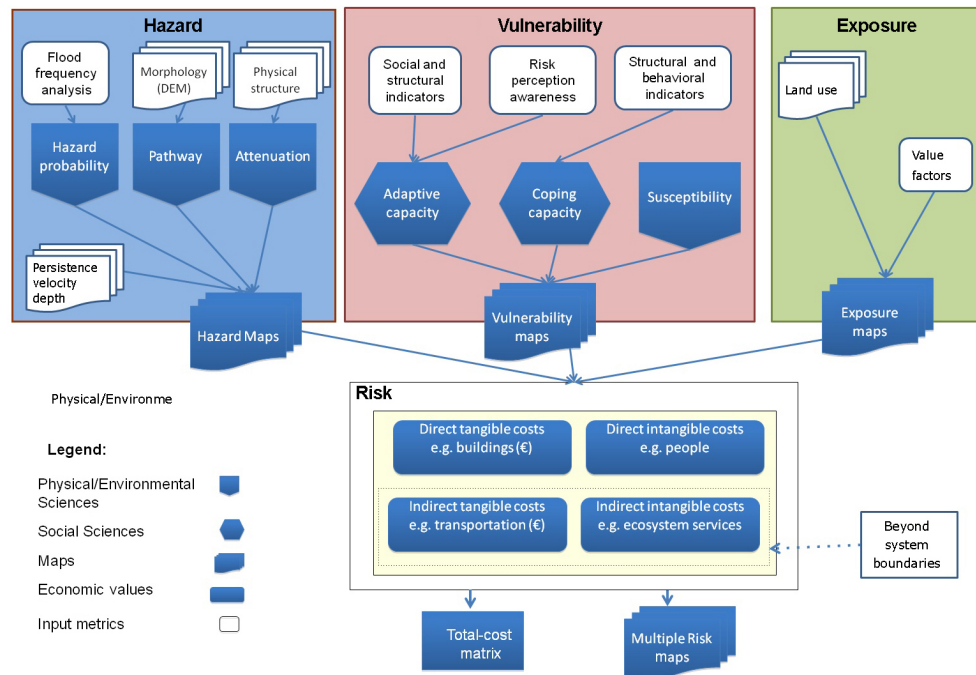 Hazard
Flood
frequency
analysis
Morphology
(DEM)
Physical
structure
Hazard
probability
Pathway
Attenuation
Persistence
velocity
depth
Hazard Maps
Vulnerability
Social and
structural
indicators
Risk
perception
awareness
Structural and
behavioral
indicators
Adaptive
capacity
Coping
capacity
Susceptibility
Vulnerability
maps
Exposure
Land use
Value
factors
Exposure
maps
Risk
Direct tangible costs
e.g. buildings (€)
Direct intangible costs
e.g. people
Indirect tangible costs
e.g. transportation (€)
Indirect intangible costs
e.g. ecosystem services
Beyond
system
boundaries
Total-cost
matrix
Multiple Risk
maps
Physical/Environme
Legend:
Physical/Environmental
Sciences
Social Sciences
Maps
Economic values
Input metrics